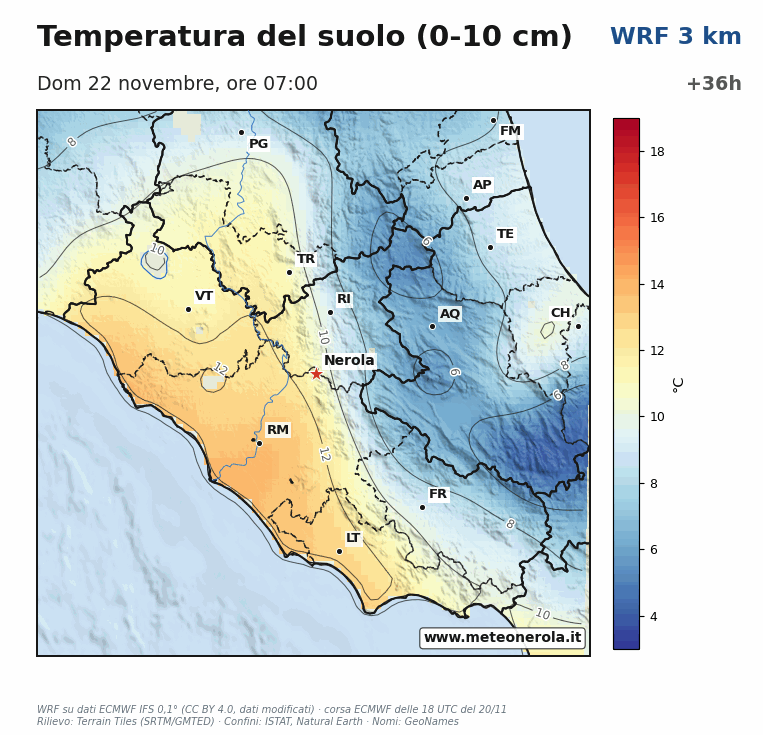 Temperatura del suolo (0-10 cm)
WRF 3 km
Dom 22 novembre, ore 07:00
+36h
8
PG
FM
AP
6
TE
10
TR
VT
RI
AQ
CH
10
Nerola
12
6
8
6
RM
12
FR
8
LT
10
www.meteonerola.it
18
16
14
12
10
8
6
4
°C
WRF su dati ECMWF IFS 0,1° (CC BY 4.0, dati modificati) · corsa ECMWF delle 18 UTC del 20/11
Rilievo: Terrain Tiles (SRTM/GMTED) · Confini: ISTAT, Natural Earth · Nomi: GeoNames